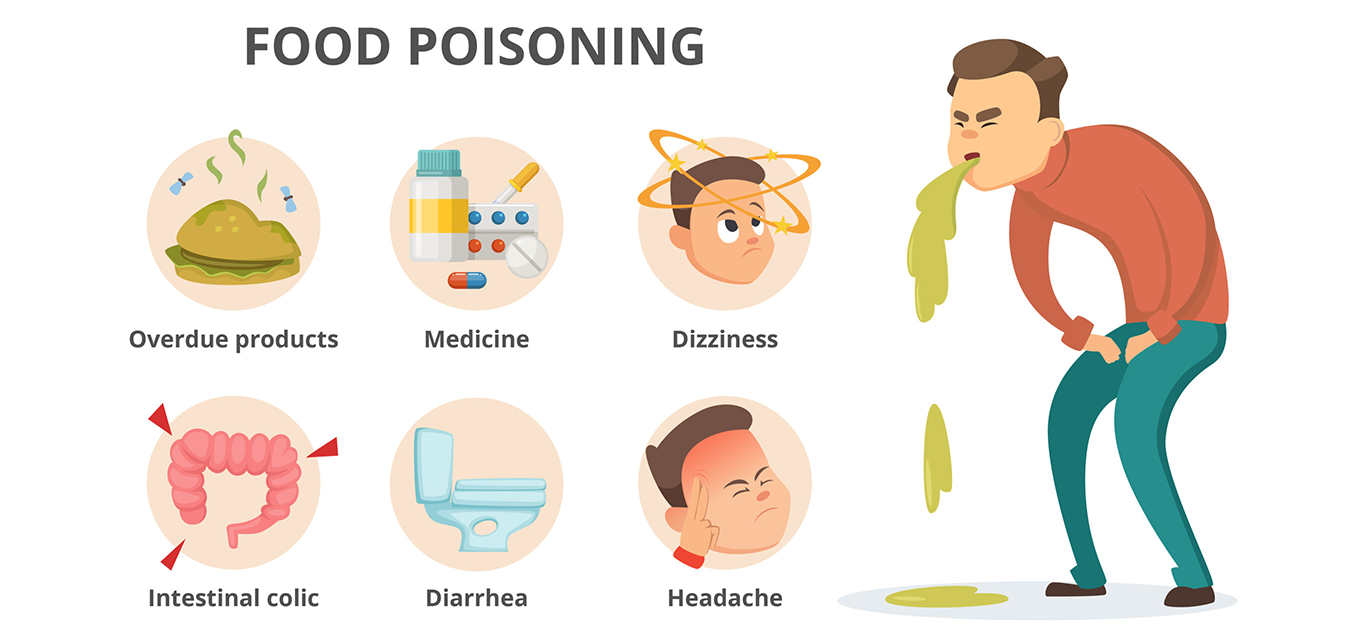 FOOD POISONING
Overdue products
Medicine
Dizziness
Intestinal colic
Diarrhea
Headache